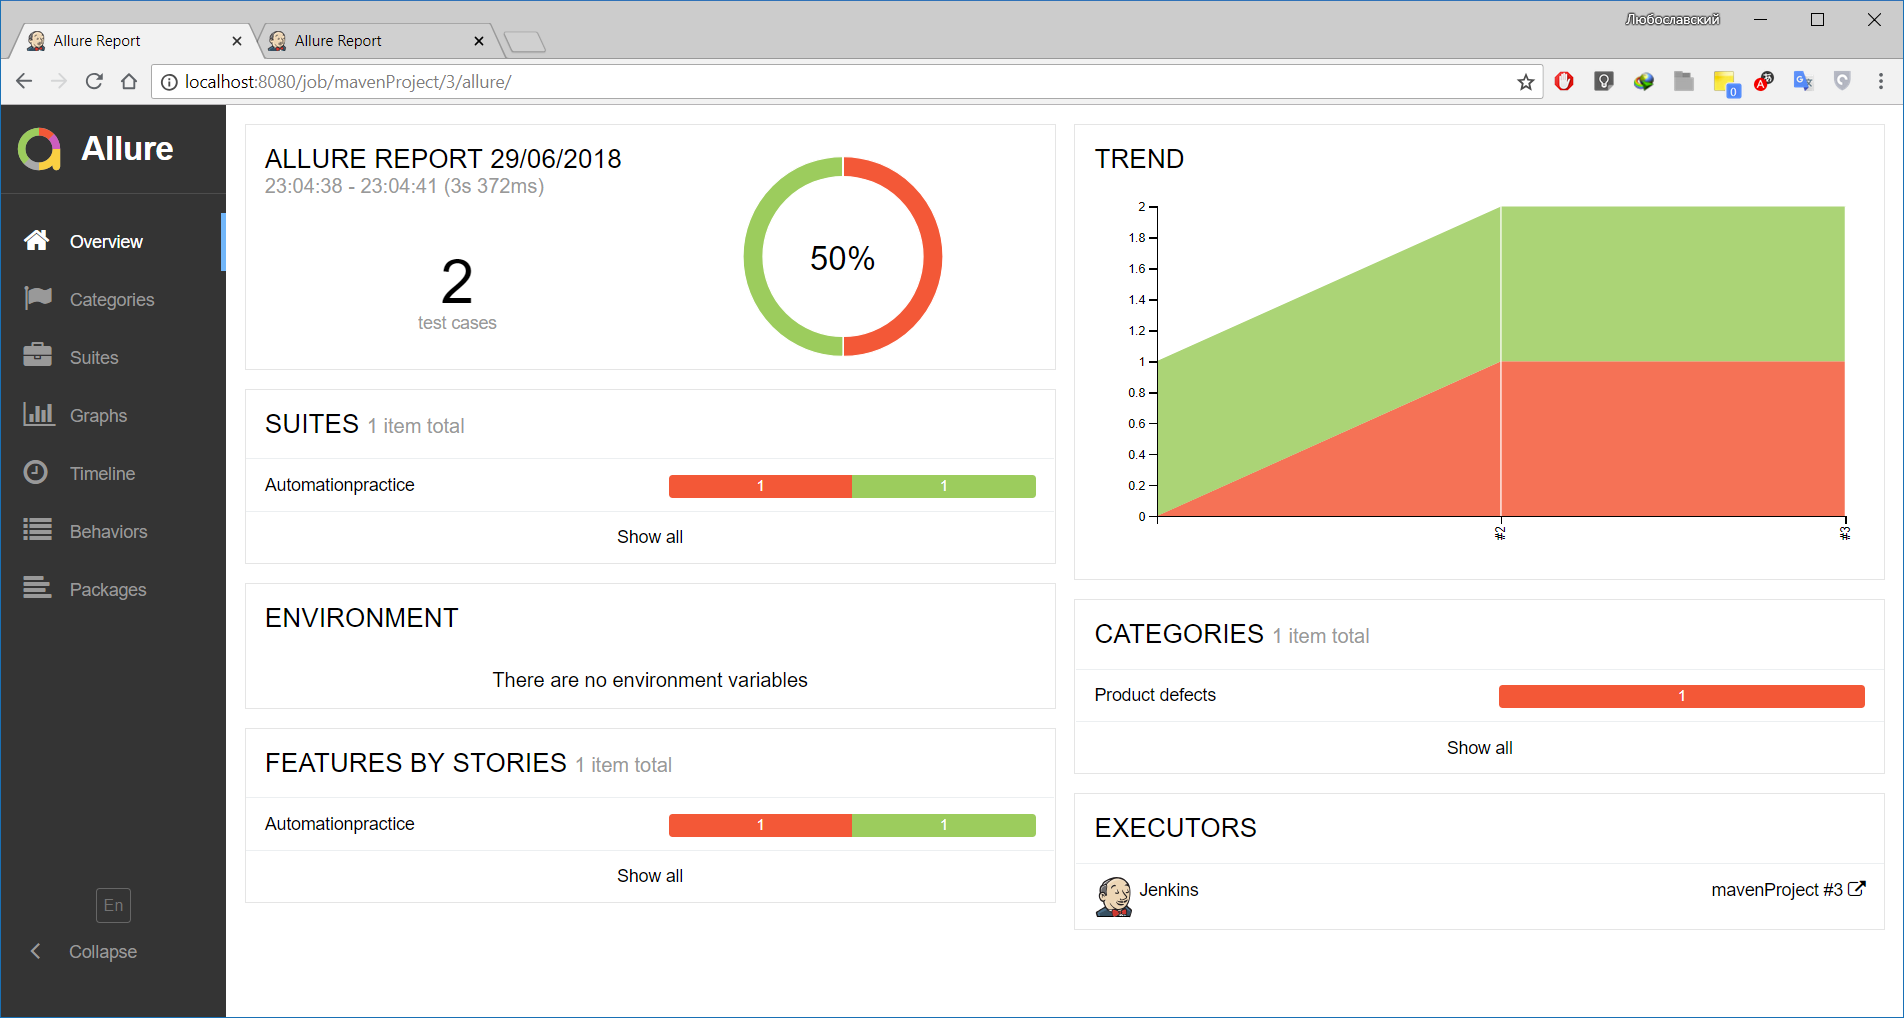 Любославский
Allure Report
Allure Report
localhost:8080/job/mavenProject/3/allure/
0
Allure
Overview
Categories
Suites
Graphs
Timeline
Behaviors
Packages
En
Collapse
ALLURE REPORT 29/06/2018
23:04:38 - 23:04:41 (3s 372ms)
2
test cases
50%
SUITES 1 item total
Automationpractice 1 1
Show all
ENVIRONMENT
There are no environment variables
FEATURES BY STORIES 1 item total
Automationpractice 1 1
Show all
TREND
2
1.8
1.6
1.4
1.2
1
0.8
0.6
0.4
0.2
0
#2
#3
CATEGORIES 1 item total
Product defects 1
Show all
EXECUTORS
Jenkins mavenProject #3